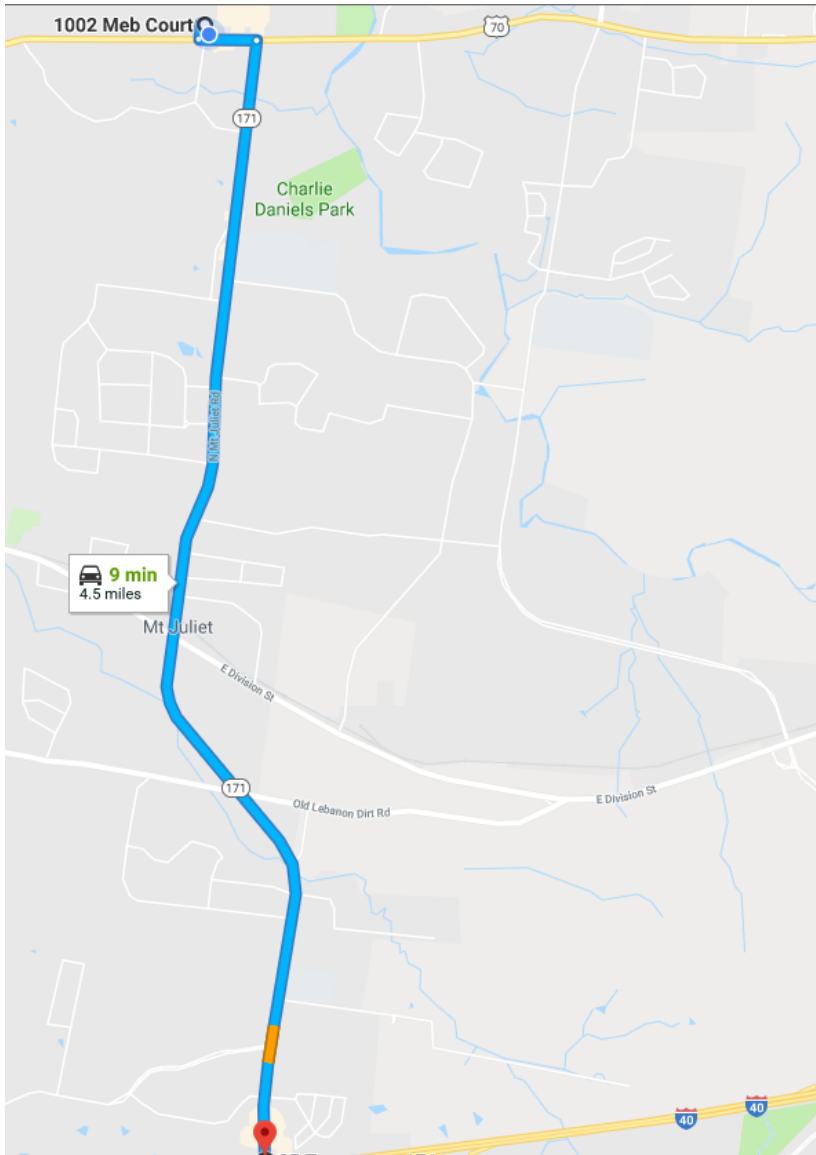 1002 Meb Court
70
171
Charlie
Daniels Park
N Mt Juliet Rd
9 min
4.5 miles
Mt Juliet
E Division St
171
Old Lebanon Dirt Rd
E Division St
40
40